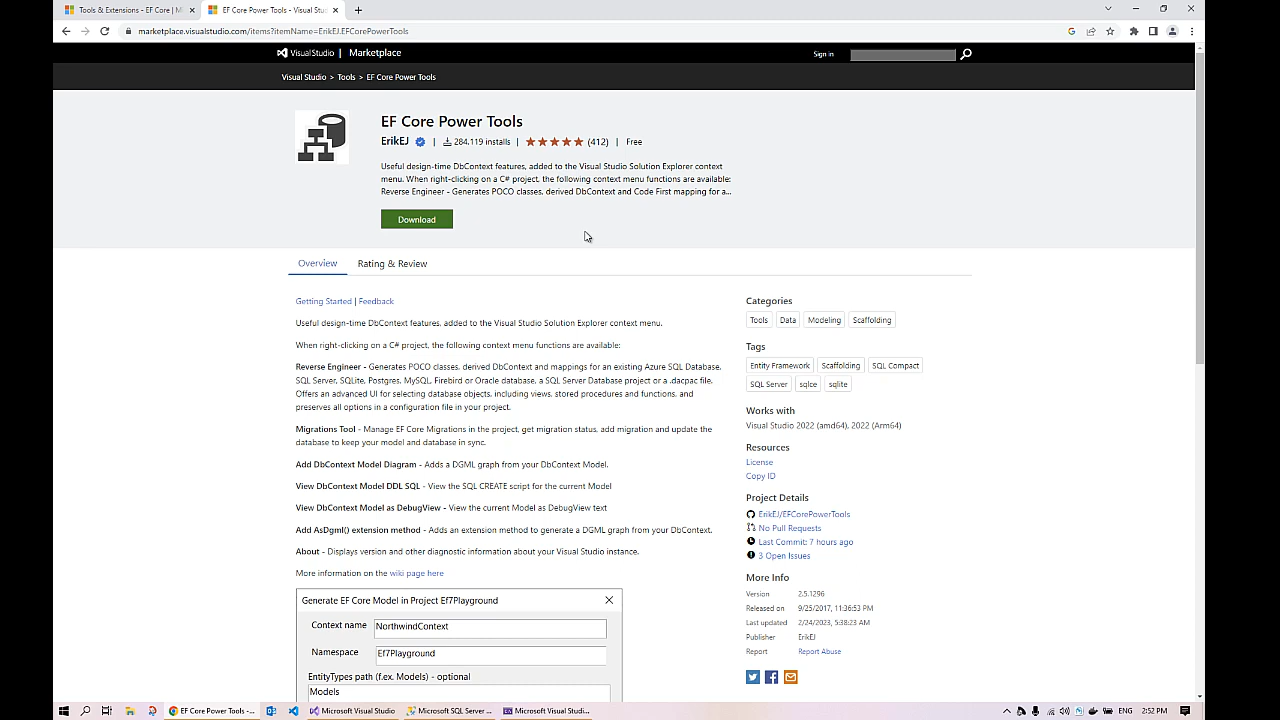 Tools & Extensions - EF Core | M
EF Core Power Tools - Visual Stu
marketplace.visualstudio.com/items?itemName=ErikEJ.EFCorePowerTools
VisualStudio | Marketplace
Sign in
Visual Studio > Tools > EF Core Power Tools
EF Core Power Tools
ErikEJ | 284.119 installs | (412) | Free
Useful design-time DbContext features, added to the Visual Studio Solution Explorer context
menu. When right-clicking on a C# project, the following context menu functions are available:
Reverse Engineer - Generates POCO classes, derived DbContext and Code First mapping for a...
Download
Overview
Rating & Review
Getting Started | Feedback
Useful design-time DbContext features, added to the Visual Studio Solution Explorer context menu.
When right-clicking on a C# project, the following context menu functions are available:
Reverse Engineer - Generates POCO classes, derived DbContext and mappings for an existing Azure SQL Database,
SQL Server, SQLite, Postgres, MySQL, Firebird or Oracle database, a SQL Server Database project or a .dacpac file.
Offers an advanced UI for selecting database objects, including views, stored procedures and functions, and
preserves all options in a configuration file in your project.
Migrations Tool - Manage EF Core Migrations in the project, get migration status, add migration and update the
database to keep your model and database in sync.
Add DbContext Model Diagram - Adds a DGML graph from your DbContext Model.
View DbContext Model DDL SQL - View the SQL CREATE script for the current Model
View DbContext Model as DebugView - View the current Model as DebugView text
Add AsDgml() extension method - Adds an extension method to generate a DGML graph from your DbContext.
About - Displays version and other diagnostic information about your Visual Studio instance.
More information on the wiki page here
Generate EF Core Model in Project Ef7Playground
Context name
NorthwindContext
Namespace
Ef7Playground
EntityTypes path (f.ex. Models) - optional
Models
Categories
Tools
Data
Modeling
Scaffolding
Tags
Entity Framework
Scaffolding
SQL Compact
SQL Server
sqlce
sqlite
Works with
Visual Studio 2022 (amd64), 2022 (Arm64)
Resources
License
Copy ID
Project Details
ErikEJ/EFCorePowerTools
No Pull Requests
Last Commit: 7 hours ago
3 Open Issues
More Info
Version 2.5.1296
Released on 9/25/2017, 11:36:53 PM
Last updated 2/24/2023, 5:38:23 AM
Publisher ErikEJ
Report Report Abuse
EF Core Power Tools -...
Microsoft Visual Studio
Microsoft SQL Server ...
Microsoft Visual Studi...
ENG
2:52 PM